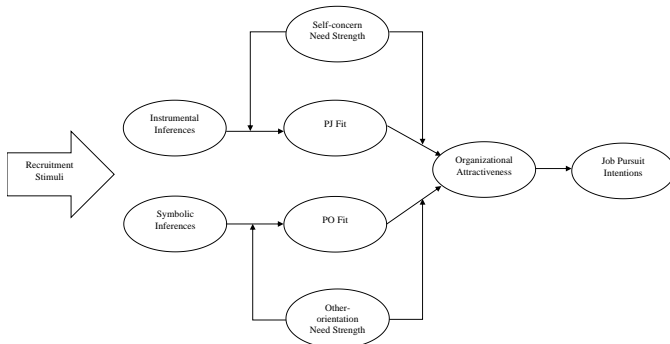 Self-concern
Need Strength
Instrumental
Inferences
PJ Fit
Recruitment
Stimuli
Organizational
Attractiveness
Job Pursuit
Intentions
Symbolic
Inferences
PO Fit
Other-
orientation
Need Strength